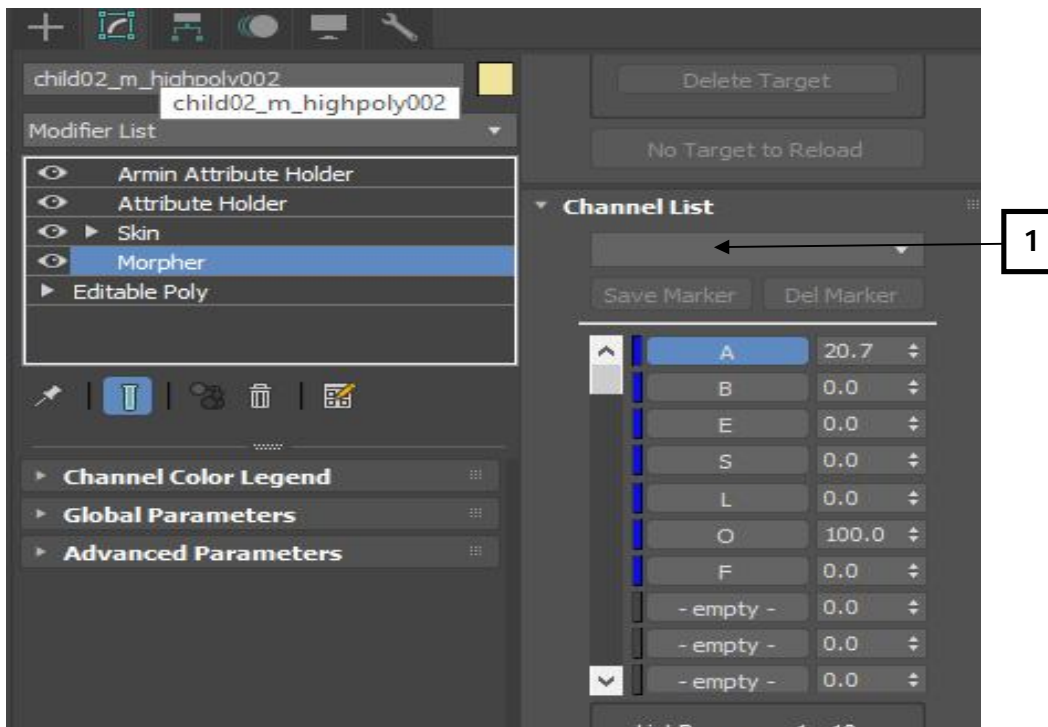 child02_m_highpoly002
child02_m_highpoly002
Modifier List
Armin Attribute Holder
Attribute Holder
Skin
Morpher
Editable Poly
Channel Color Legend
Global Parameters
Advanced Parameters
Delete Target
No Target to Reload
Channel List
1
Save Marker Del Marker
A 20.7
B 0.0
E 0.0
S 0.0
L 0.0
O 100.0
F 0.0
- empty - 0.0
- empty - 0.0
- empty - 0.0